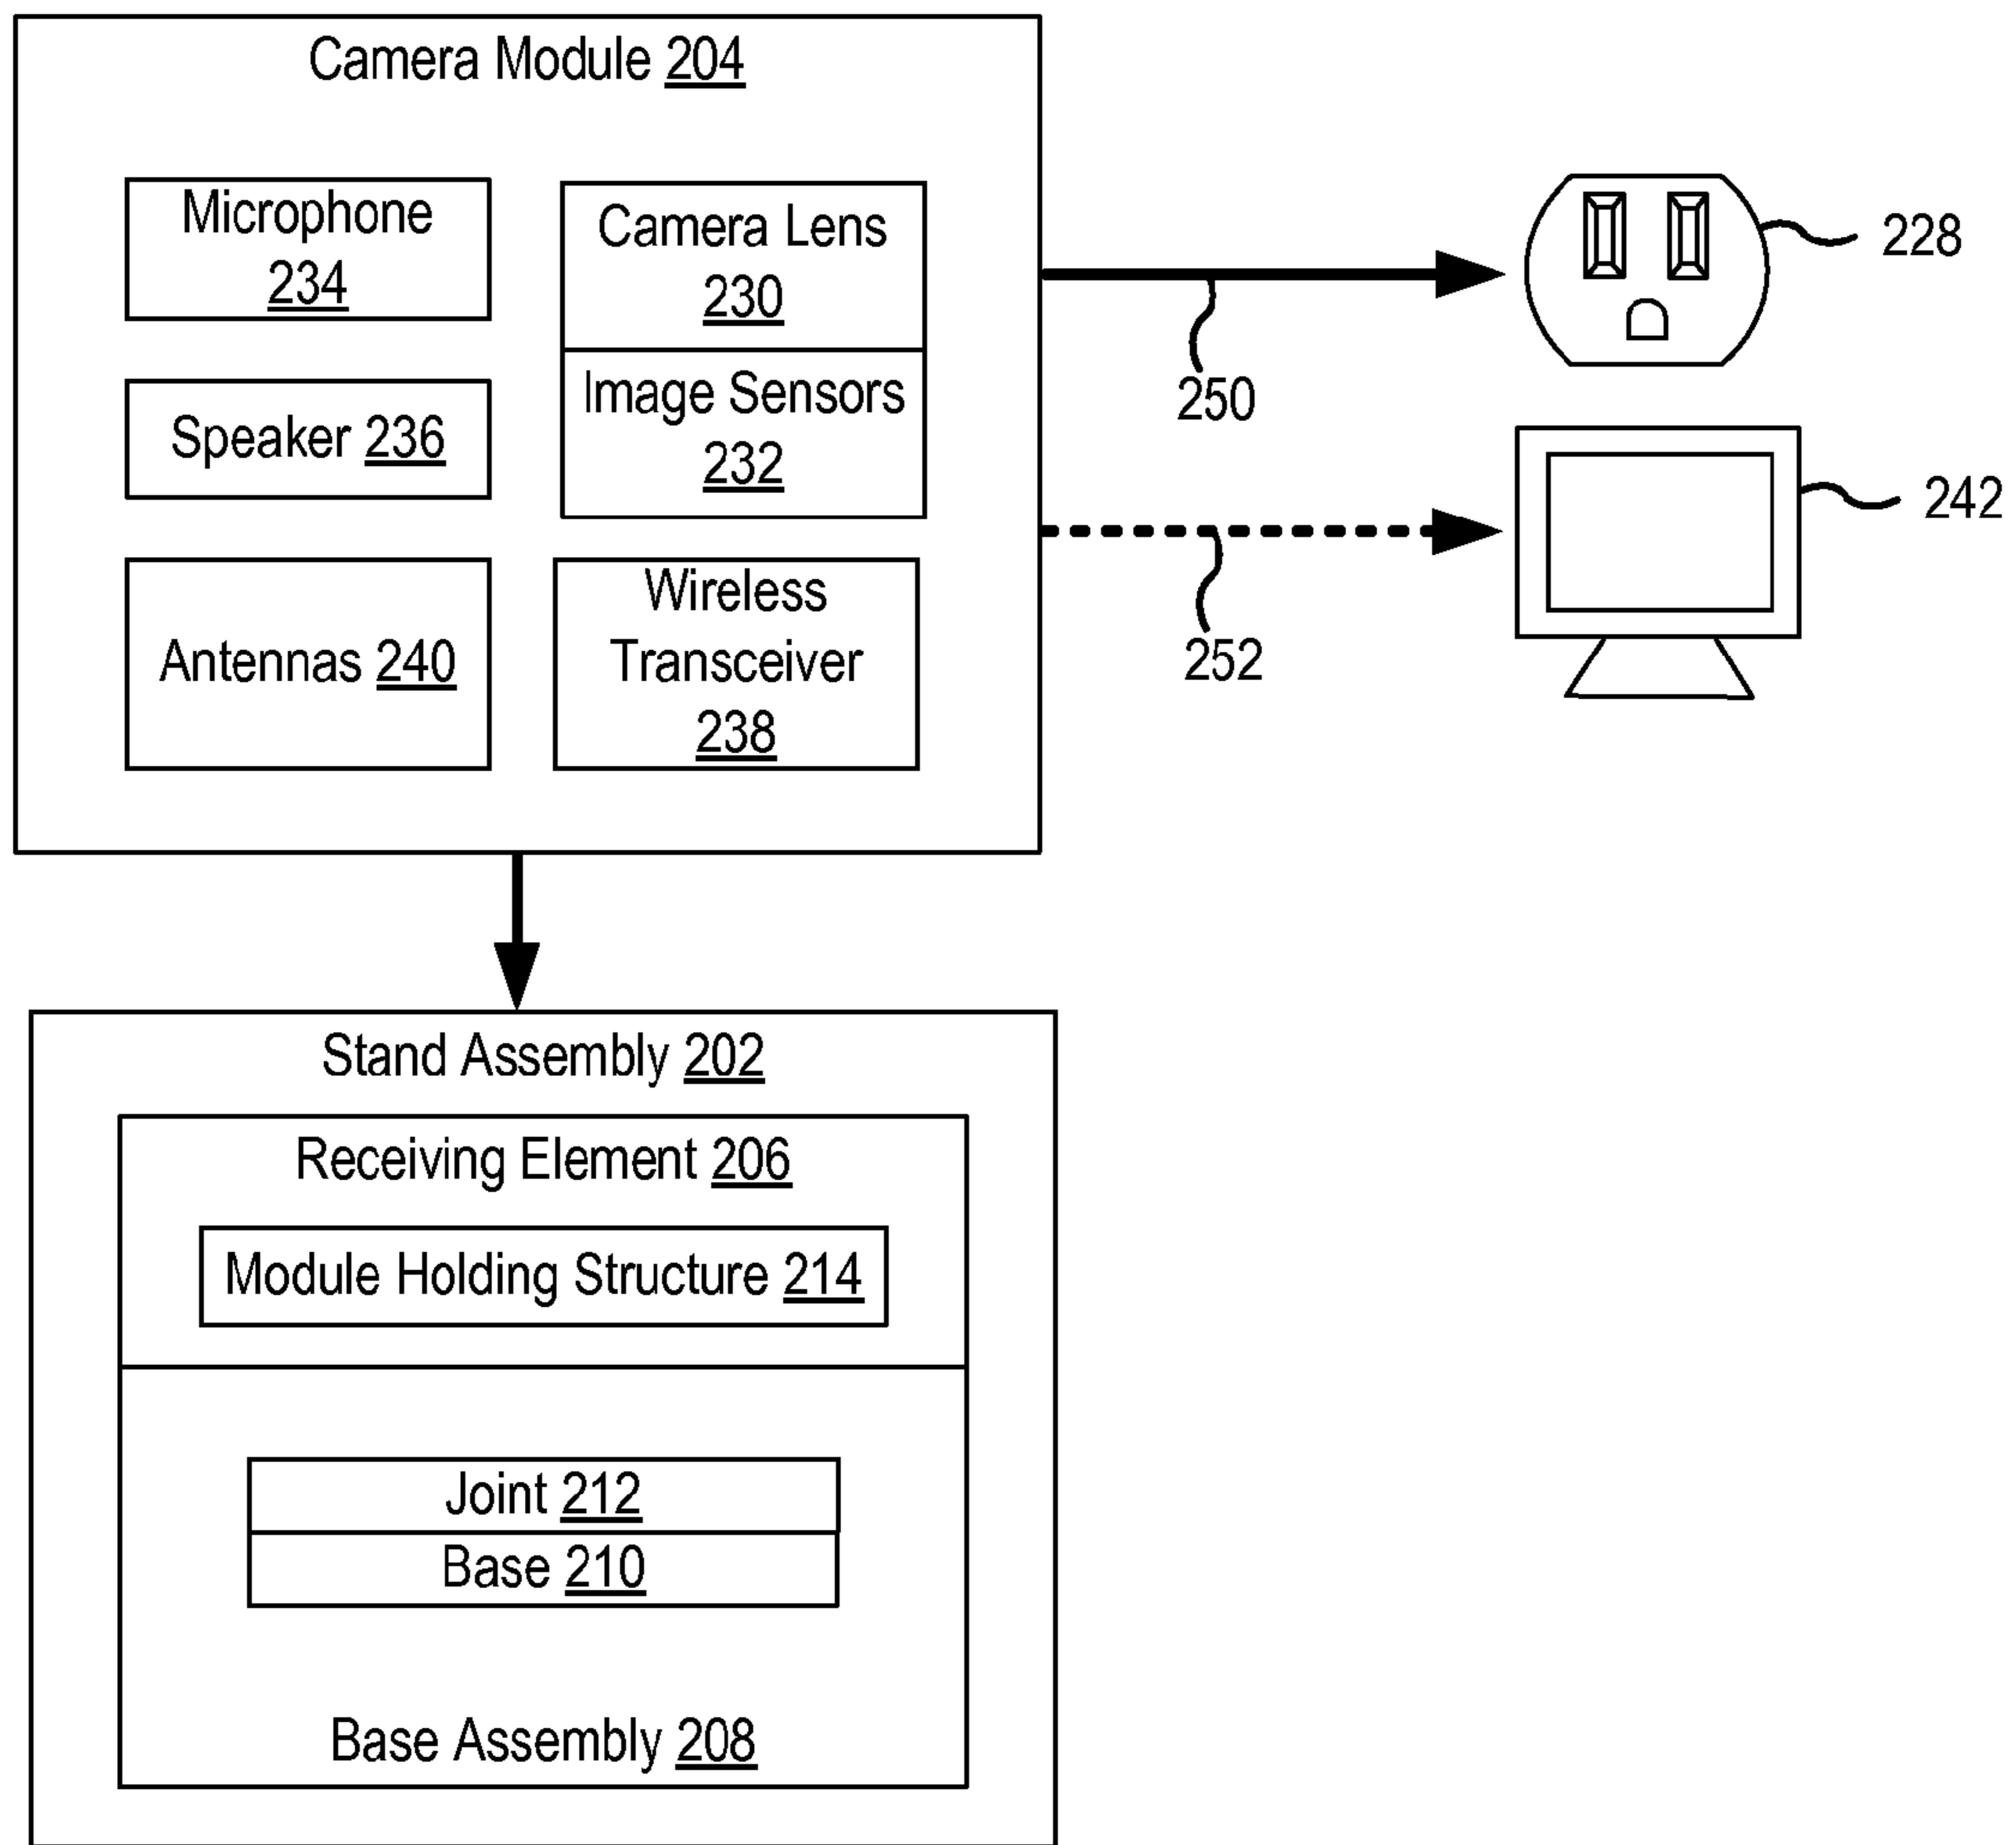 Camera Module 204
Microphone
234
Camera Lens
230
Image Sensors
232
Speaker 236
Antennas 240
Wireless
Transceiver
238
250
228
252
242
Stand Assembly 202
Receiving Element 206
Module Holding Structure 214
Joint 212
Base 210
Base Assembly 208